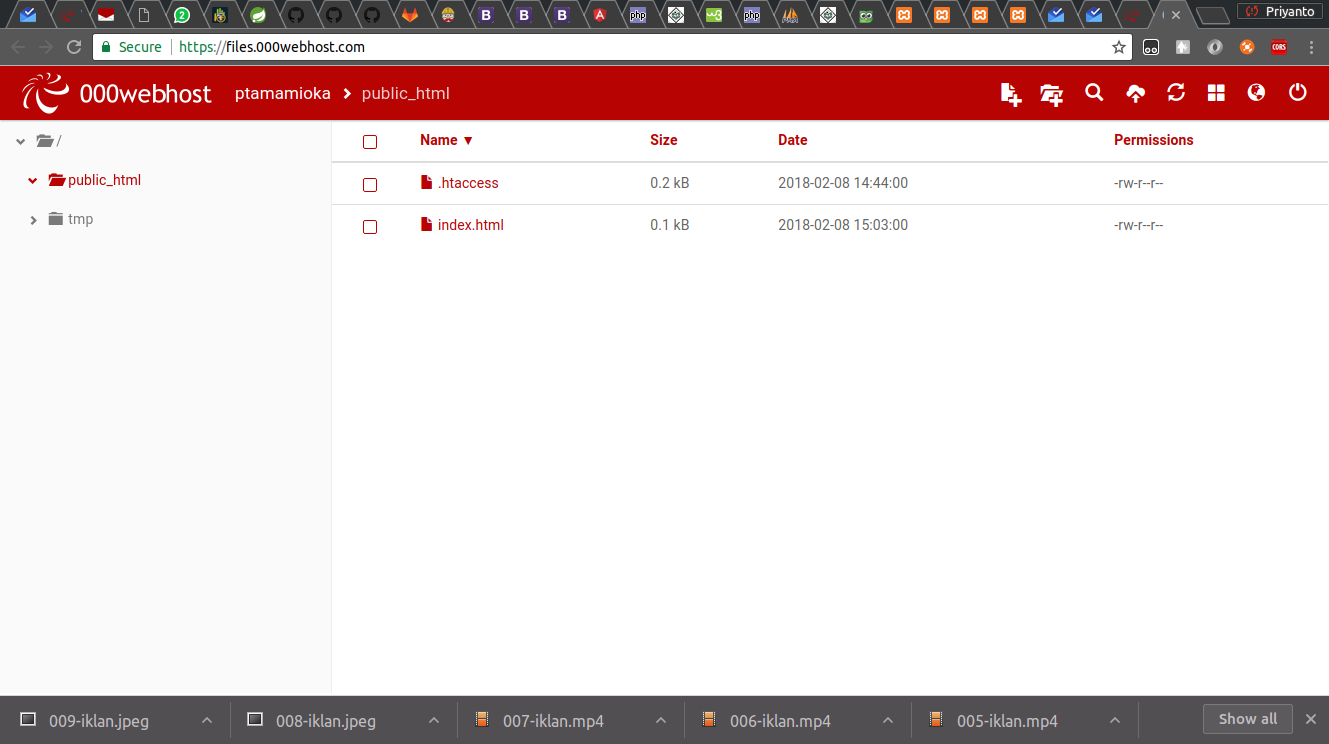 2 B B B A php w3 php Priyanto
Secure https://files.000webhost.com CORS
000webhost ptamamioka public_html
/ Name ▼ Size Date Permissions
public_html .htaccess 0.2 kB 2018-02-08 14:44:00 -rw-r--r--
tmp index.html 0.1 kB 2018-02-08 15:03:00 -rw-r--r--
009-iklan.jpeg 008-iklan.jpeg 007-iklan.mp4 006-iklan.mp4 005-iklan.mp4 Show all